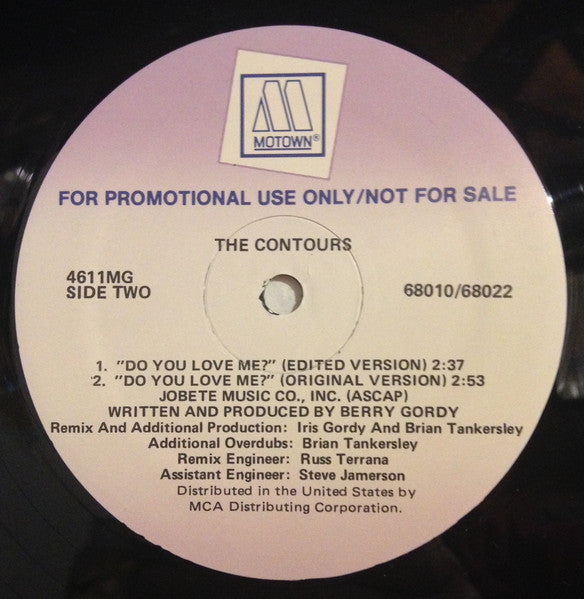 MOTOWN®
FOR PROMOTIONAL USE ONLY/NOT FOR SALE
THE CONTOURS
4611MG
SIDE TWO
68010/68022
1. "DO YOU LOVE ME?" (EDITED VERSION) 2:37
2. "DO YOU LOVE ME?" (ORIGINAL VERSION) 2:53
JOBETE MUSIC CO., INC. (ASCAP)
WRITTEN AND PRODUCED BY BERRY GORDY
Remix And Additional Production: Iris Gordy And Brian Tankersley
Additional Overdubs: Brian Tankersley
Remix Engineer: Russ Terrana
Assistant Engineer: Steve Jamerson
Distributed in the United States by
MCA Distributing Corporation.